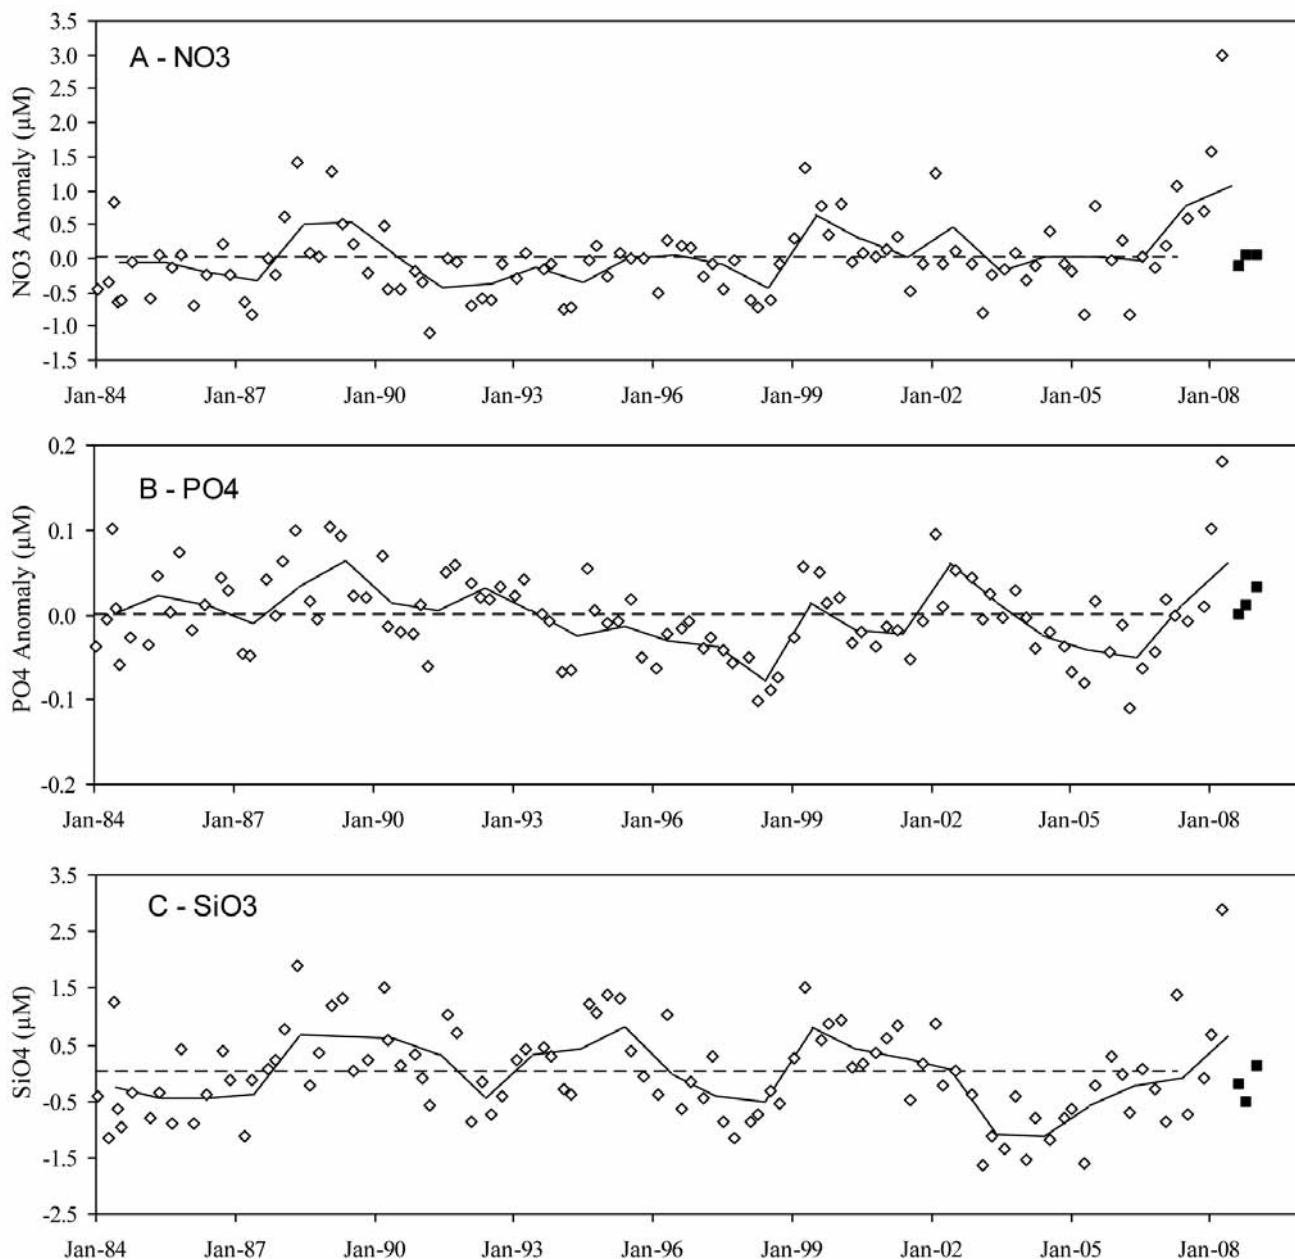 A - NO3
NO3 Anomaly (µM)
3.5
3.0
2.5
2.0
1.5
1.0
0.5
0.0
-0.5
-1.0
-1.5
Jan-84 Jan-87 Jan-90 Jan-93 Jan-96 Jan-99 Jan-02 Jan-05 Jan-08
B - PO4
PO4 Anomaly (µM)
0.2
0.1
0.0
-0.1
-0.2
Jan-84 Jan-87 Jan-90 Jan-93 Jan-96 Jan-99 Jan-02 Jan-05 Jan-08
C - SiO3
SiO4 (µM)
3.5
2.5
1.5
0.5
-0.5
-1.5
-2.5
Jan-84 Jan-87 Jan-90 Jan-93 Jan-96 Jan-99 Jan-02 Jan-05 Jan-08